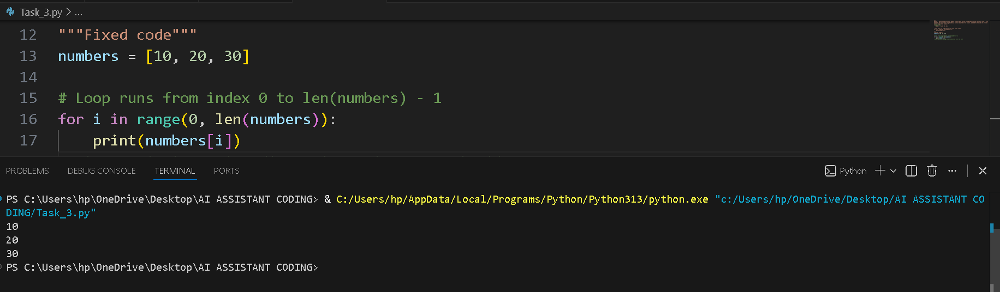 Task_3.py > ...
12 """Fixed code"""
13 numbers = [10, 20, 30]
14
15 # Loop runs from index 0 to len(numbers) - 1
16 for i in range(0, len(numbers)):
17     print(numbers[i])
PROBLEMS DEBUG CONSOLE TERMINAL PORTS Python
PS C:\Users\hp\OneDrive\Desktop\AI ASSISTANT CODING> & C:/Users/hp/AppData/Local/Programs/Python/Python313/python.exe "c:/Users/hp/OneDrive/Desktop/AI ASSISTANT CO
DING/Task_3.py"
10
20
30
PS C:\Users\hp\OneDrive\Desktop\AI ASSISTANT CODING>